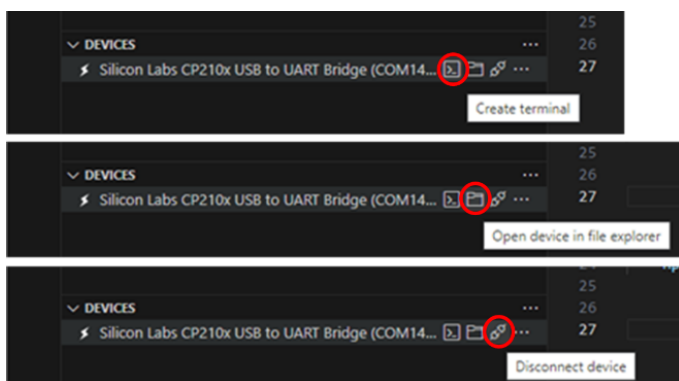 25
DEVICES ...
26
Silicon Labs CP210x USB to UART Bridge (COM14... ...
27
Create terminal
25
DEVICES ...
26
Silicon Labs CP210x USB to UART Bridge (COM14... ...
27
Open device in file explorer
25
DEVICES ...
26
Silicon Labs CP210x USB to UART Bridge (COM14... ...
27
Disconnect device